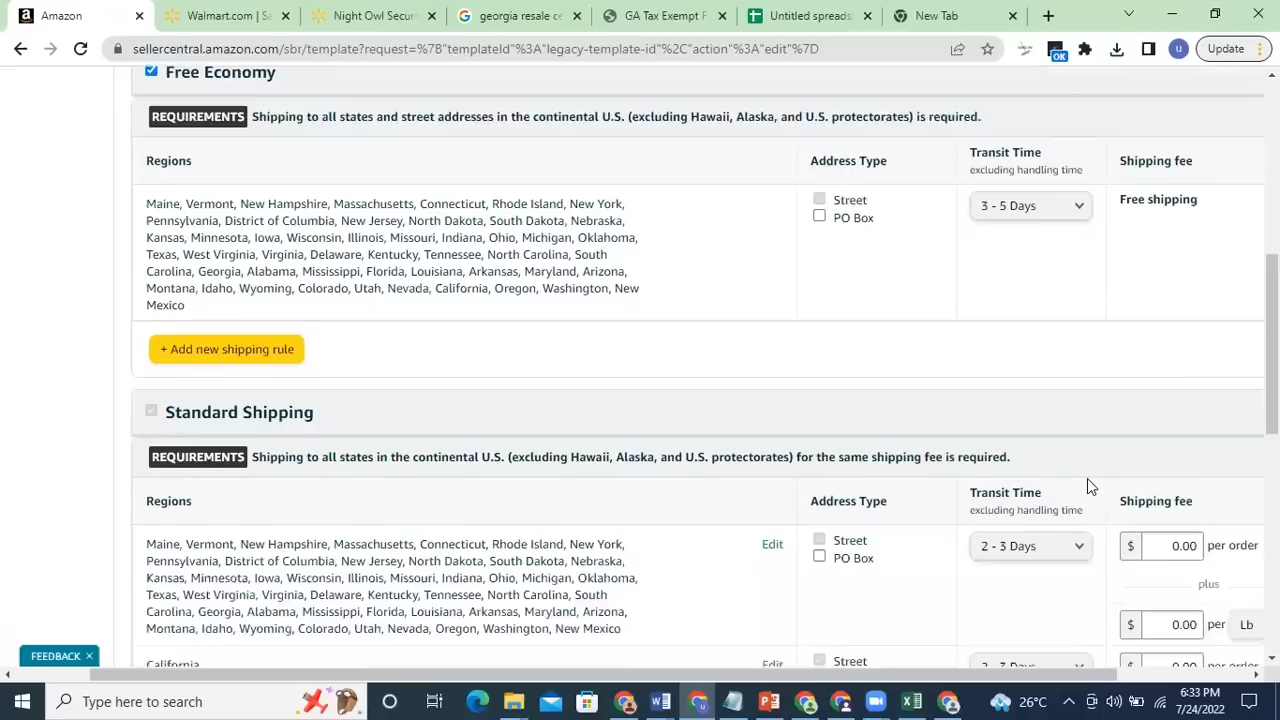 Amazon
Walmart.com | Sa
Night Owl Secur
georgia resale ce
GA Tax Exempt F
Untitled spreads
New Tab
sellercentral.amazon.com/sbr/template?request=%7B"templateId"%3A"legacy-template-id"%2C"action"%3A"edit"%7D
OK
u
Update
Free Economy
REQUIREMENTS Shipping to all states and street addresses in the continental U.S. (excluding Hawaii, Alaska, and U.S. protectorates) is required.
Regions
Address Type
Transit Time
excluding handling time
Shipping fee
Maine, Vermont, New Hampshire, Massachusetts, Connecticut, Rhode Island, New York,
Pennsylvania, District of Columbia, New Jersey, North Dakota, South Dakota, Nebraska,
Kansas, Minnesota, Iowa, Wisconsin, Illinois, Missouri, Indiana, Ohio, Michigan, Oklahoma,
Texas, West Virginia, Virginia, Delaware, Kentucky, Tennessee, North Carolina, South
Carolina, Georgia, Alabama, Mississippi, Florida, Louisiana, Arkansas, Maryland, Arizona,
Montana, Idaho, Wyoming, Colorado, Utah, Nevada, California, Oregon, Washington, New
Mexico
Street
PO Box
3 - 5 Days
Free shipping
+ Add new shipping rule
Standard Shipping
REQUIREMENTS Shipping to all states in the continental U.S. (excluding Hawaii, Alaska, and U.S. protectorates) for the same shipping fee is required.
Regions
Address Type
Transit Time
excluding handling time
Shipping fee
Maine, Vermont, New Hampshire, Massachusetts, Connecticut, Rhode Island, New York,
Pennsylvania, District of Columbia, New Jersey, North Dakota, South Dakota, Nebraska,
Kansas, Minnesota, Iowa, Wisconsin, Illinois, Missouri, Indiana, Ohio, Michigan, Oklahoma,
Texas, West Virginia, Virginia, Delaware, Kentucky, Tennessee, North Carolina, South
Carolina, Georgia, Alabama, Mississippi, Florida, Louisiana, Arkansas, Maryland, Arizona,
Montana, Idaho, Wyoming, Colorado, Utah, Nevada, Oregon, Washington, New Mexico
Edit
Street
PO Box
2 - 3 Days
$ 0.00 per order
plus
$ 0.00 per Lb
California
Edit
Street
2 - 3 Days
$ 0.00 per order
FEEDBACK
Type here to search
26°C
6:33 PM
7/24/2022